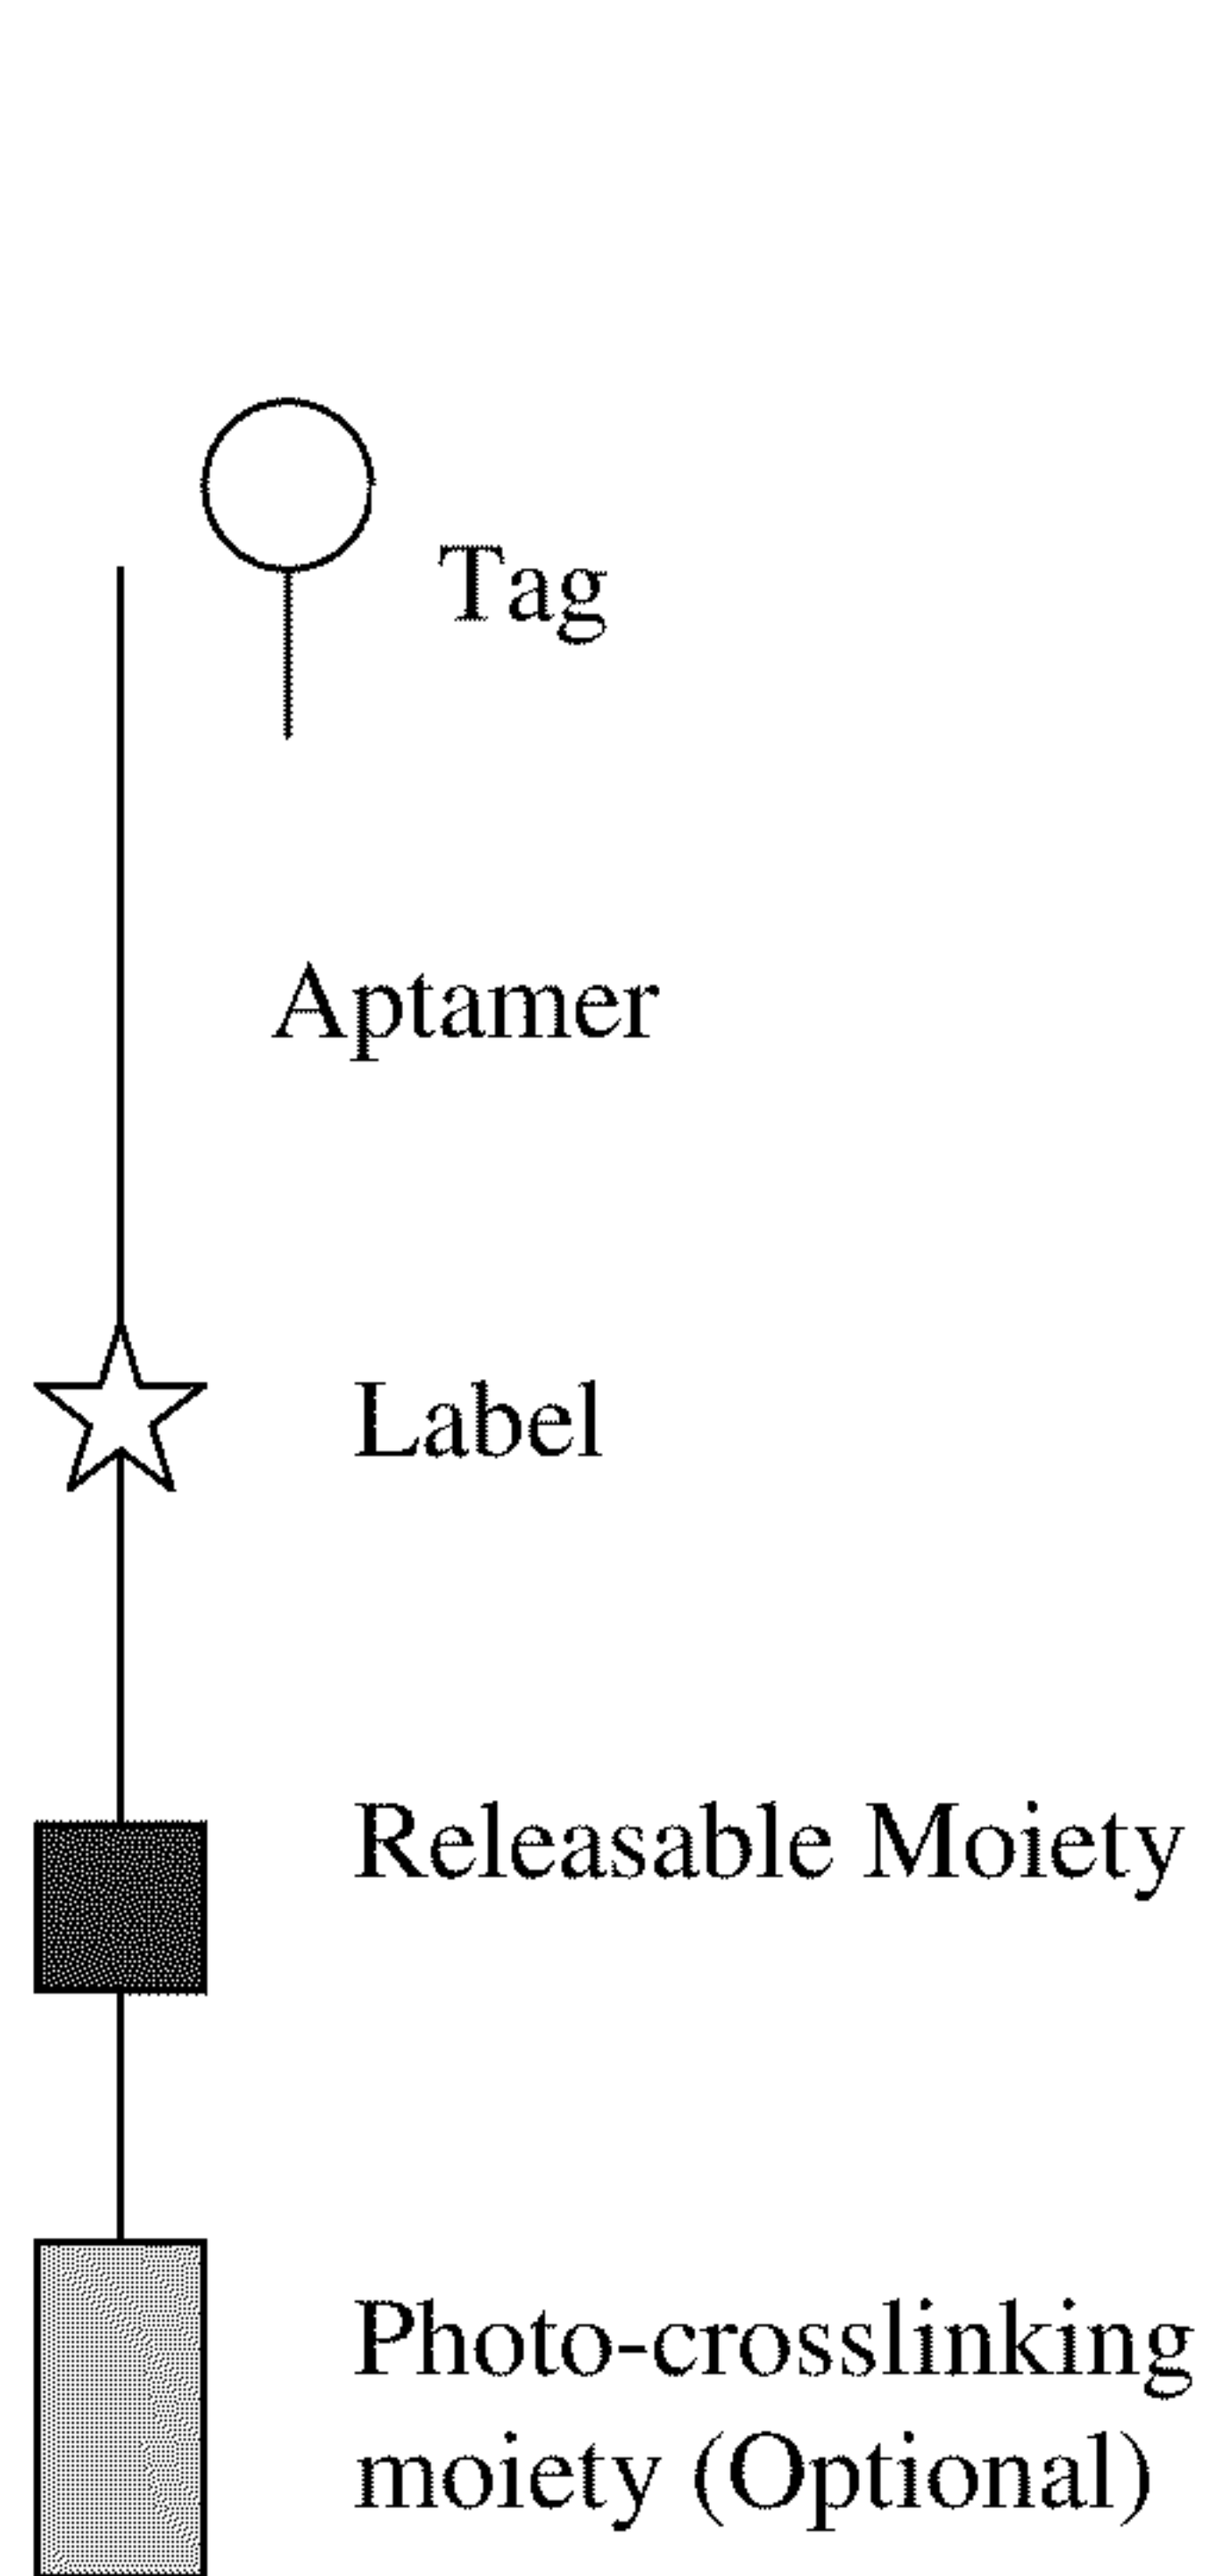 Tag
Aptamer
Label
Releasable Moiety
Photo-crosslinking
moiety (Optional)